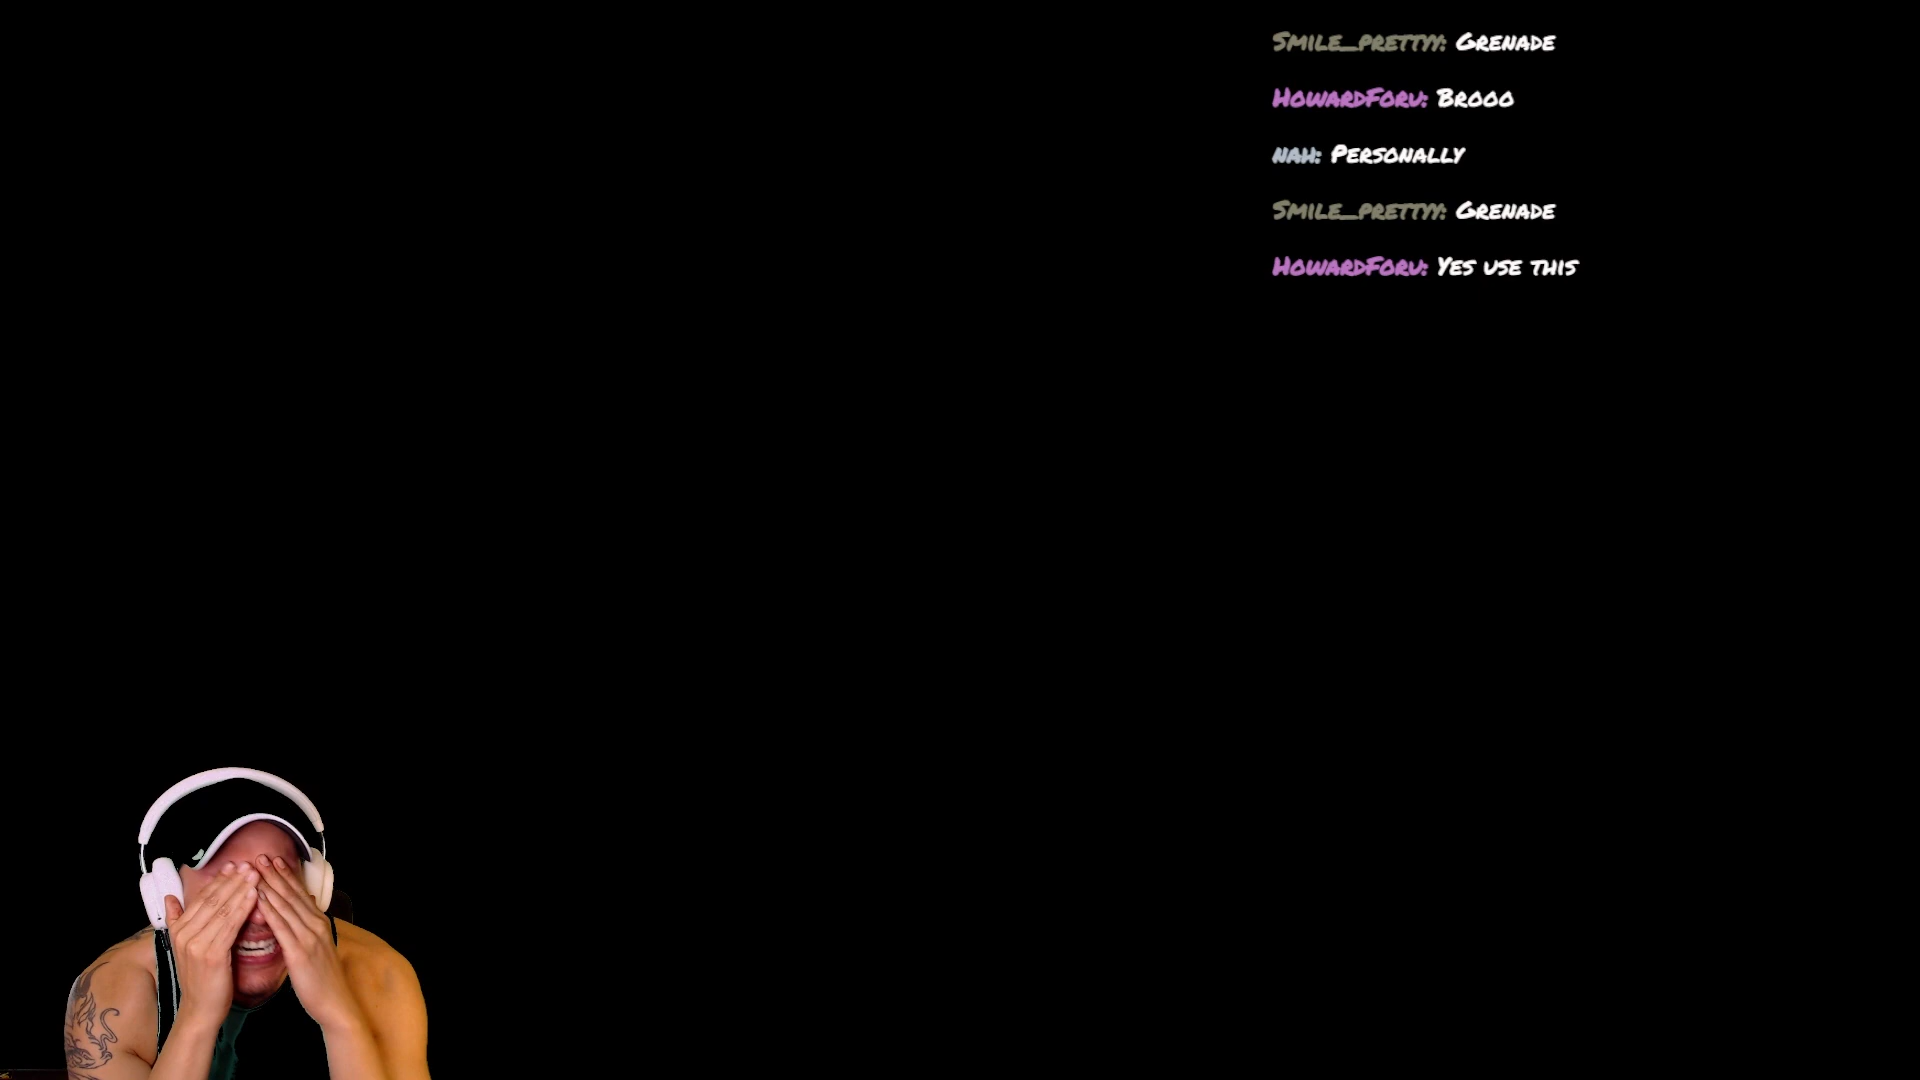 Smile_prettyy: Grenade
HowardForu: Brooo
nah: Personally
Smile_prettyy: Grenade
HowardForu: Yes use this